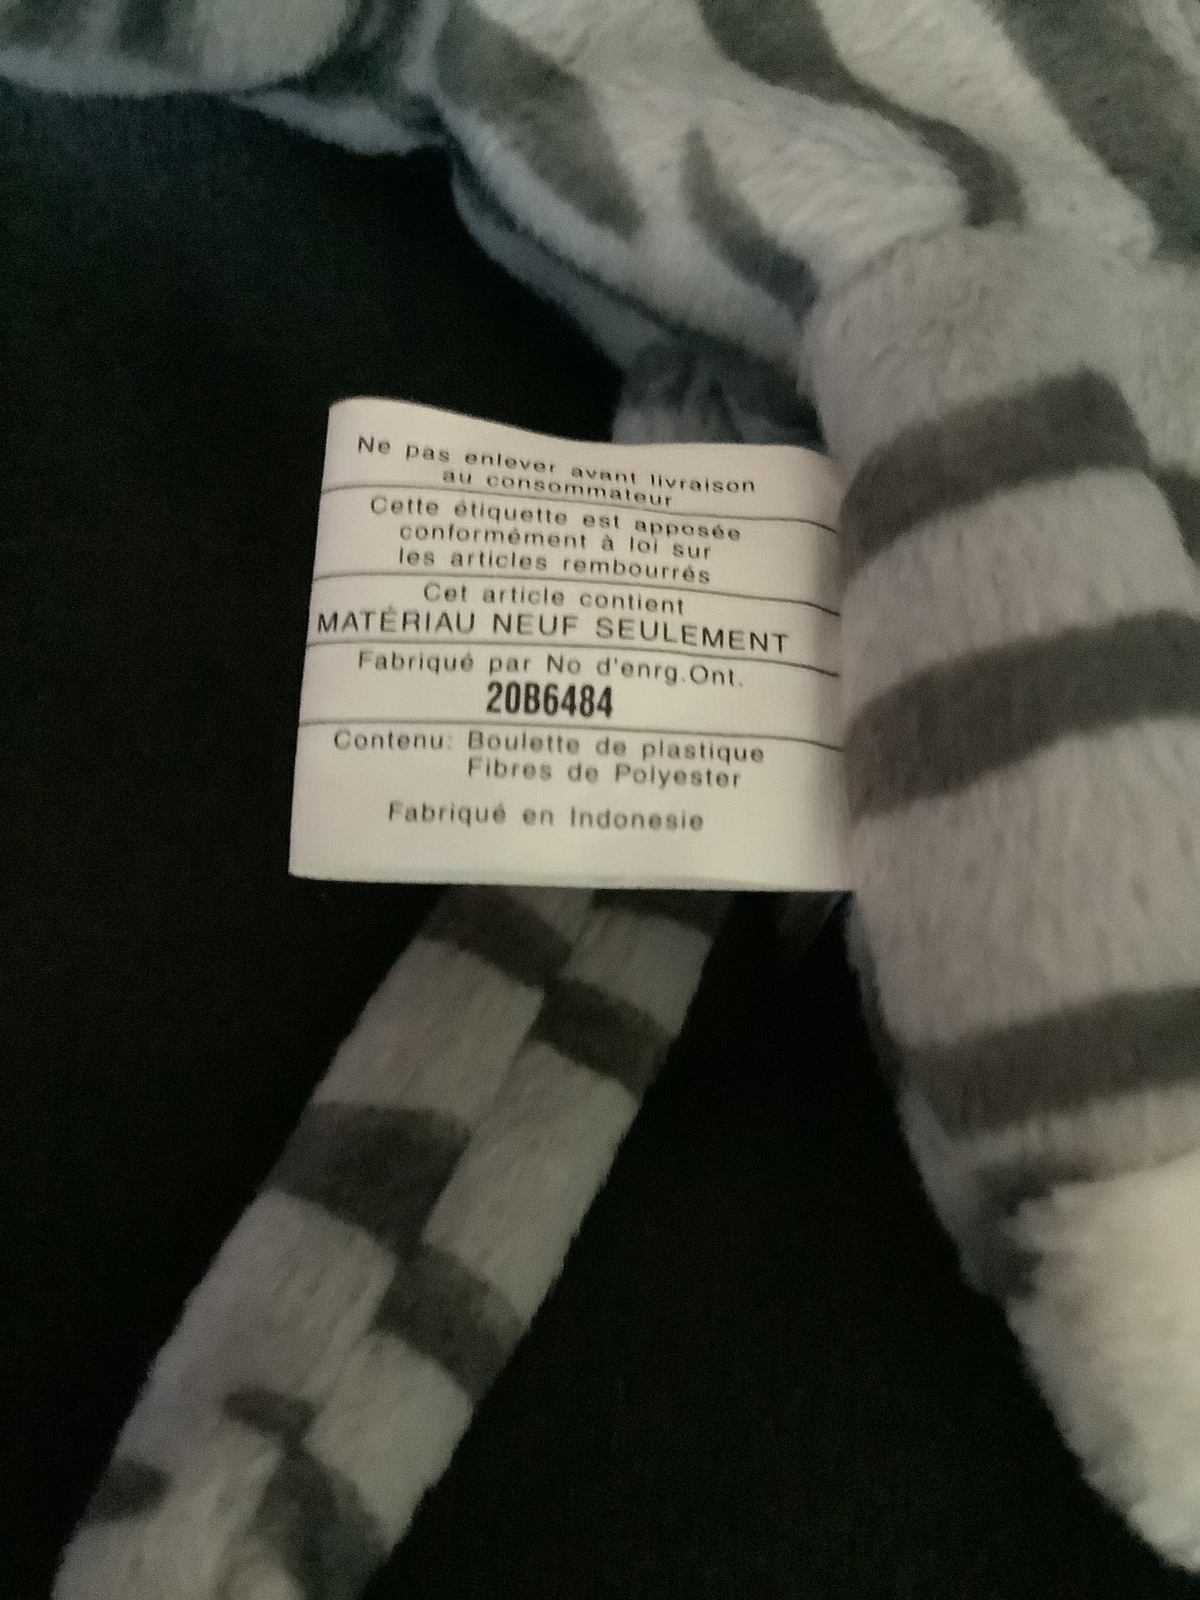 Ne pas enlever avant livraison
au consommateur
Cette étiquette est apposée
conformément à loi sur
les articles rembourrés
Cet article contient
MATÉRIAU NEUF SEULEMENT
Fabriqué par No d'enrg.Ont.
20B6484
Contenu: Boulette de plastique
Fibres de Polyester
Fabriqué en Indonesie